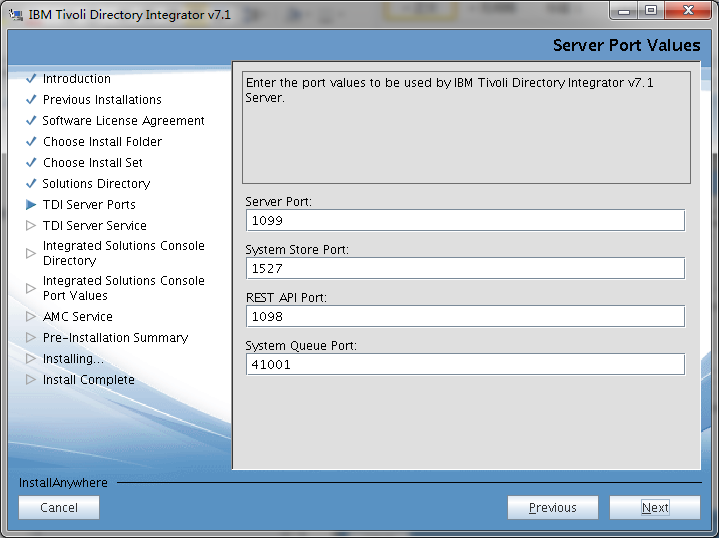 IBM Tivoli Directory Integrator v7.1
Server Port Values
Introduction
Previous Installations
Software License Agreement
Choose Install Folder
Choose Install Set
Solutions Directory
TDI Server Ports
TDI Server Service
Integrated Solutions Console
Directory
Integrated Solutions Console
Port Values
AMC Service
Pre-Installation Summary
Installing...
Install Complete
Enter the port values to be used by IBM Tivoli Directory Integrator v7.1
Server.
Server Port:
1099
System Store Port:
1527
REST API Port:
1098
System Queue Port:
41001
InstallAnywhere
Cancel
Previous
Next